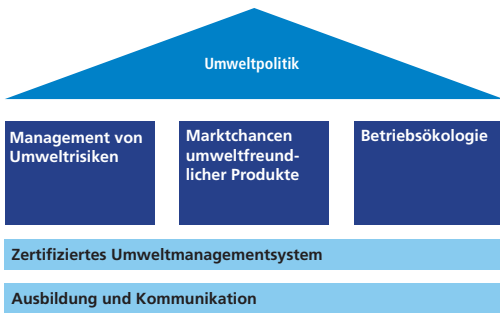 Umweltpolitik
Management von
Umweltrisiken
Marktchancen
umweltfreund-
licher Produkte
Betriebsökologie
Zertifiziertes Umweltmanagementsystem
Ausbildung und Kommunikation